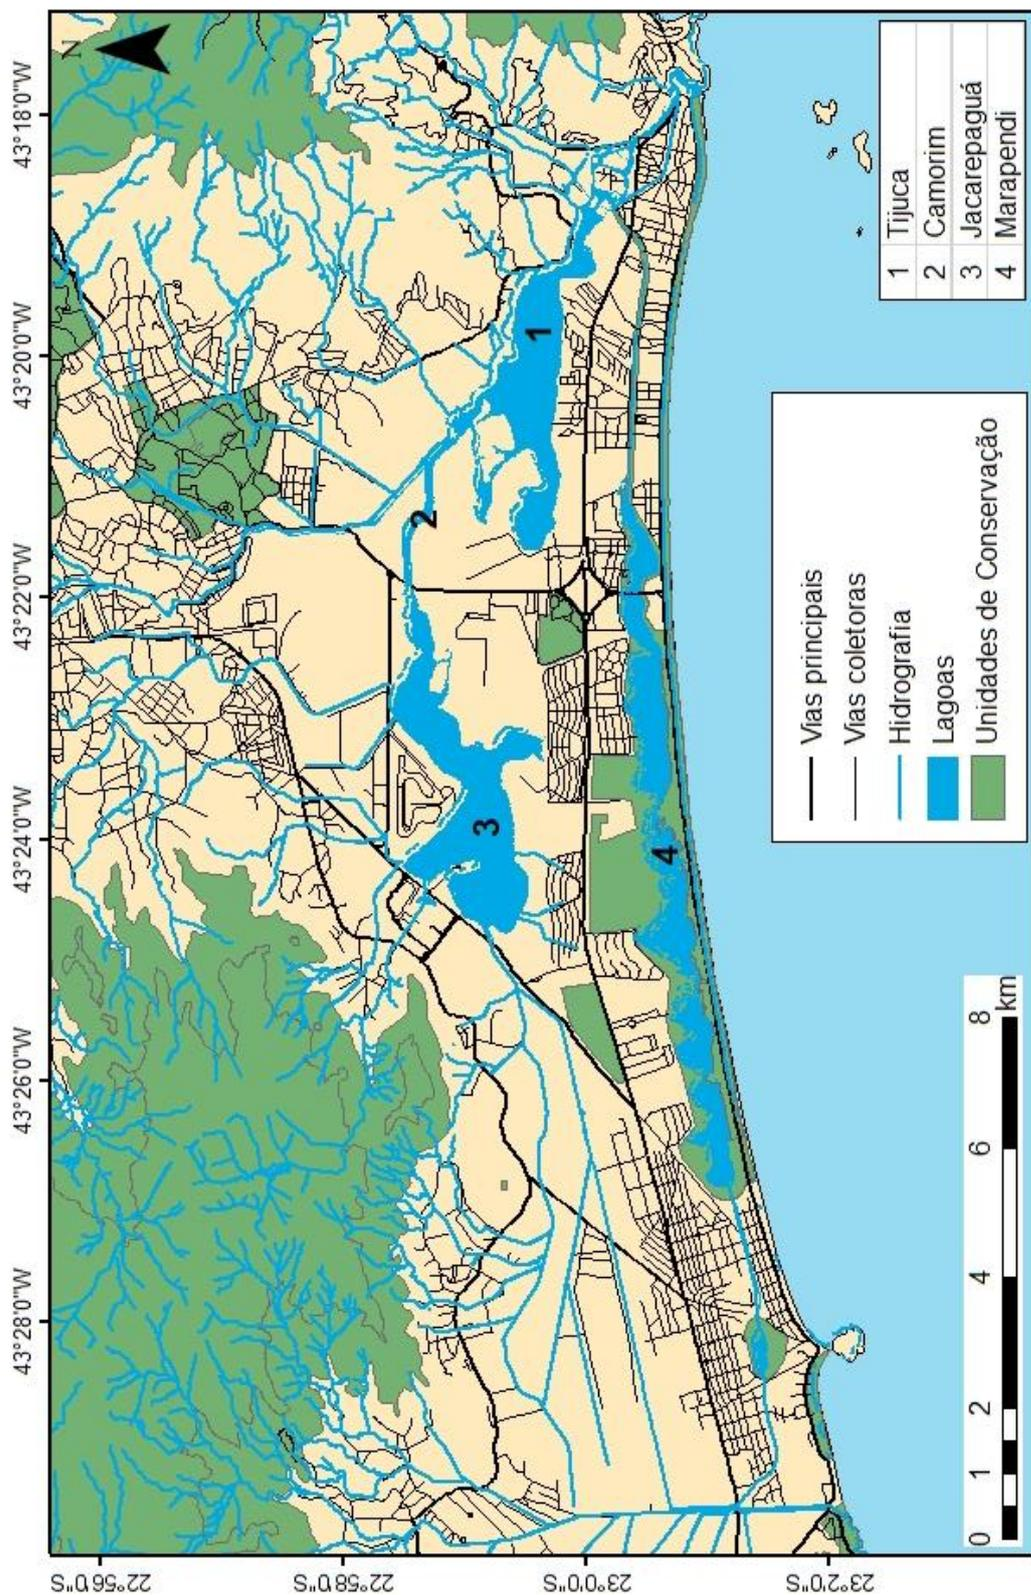 N
43°28'0"W
43°26'0"W
43°24'0"W
43°22'0"W
43°20'0"W
43°18'0"W
22°56'0"S
22°58'0"S
23°0'0"S
23°2'0"S
1
2
3
4
0 1 2 4 6 8
km
Vias principais
Vias coletoras
Hidrografia
Lagoas
Unidades de Conservação
1 Tijuca
2 Camorim
3 Jacarepaguá
4 Marapendi